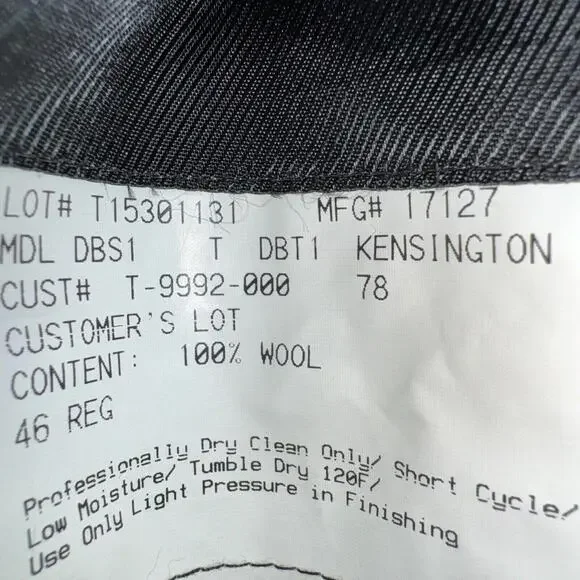 LOT# T15301131 MFG# 17127
MDL DBS1 T DBT1 KENSINGTON
CUST# T-9992-000 78
CUSTOMER'S LOT
CONTENT: 100% WOOL
46 REG
Professionally Dry Clean Only/ Short Cycle/
Low Moisture/ Tumble Dry 120F/
Use Only Light Pressure in Finishing